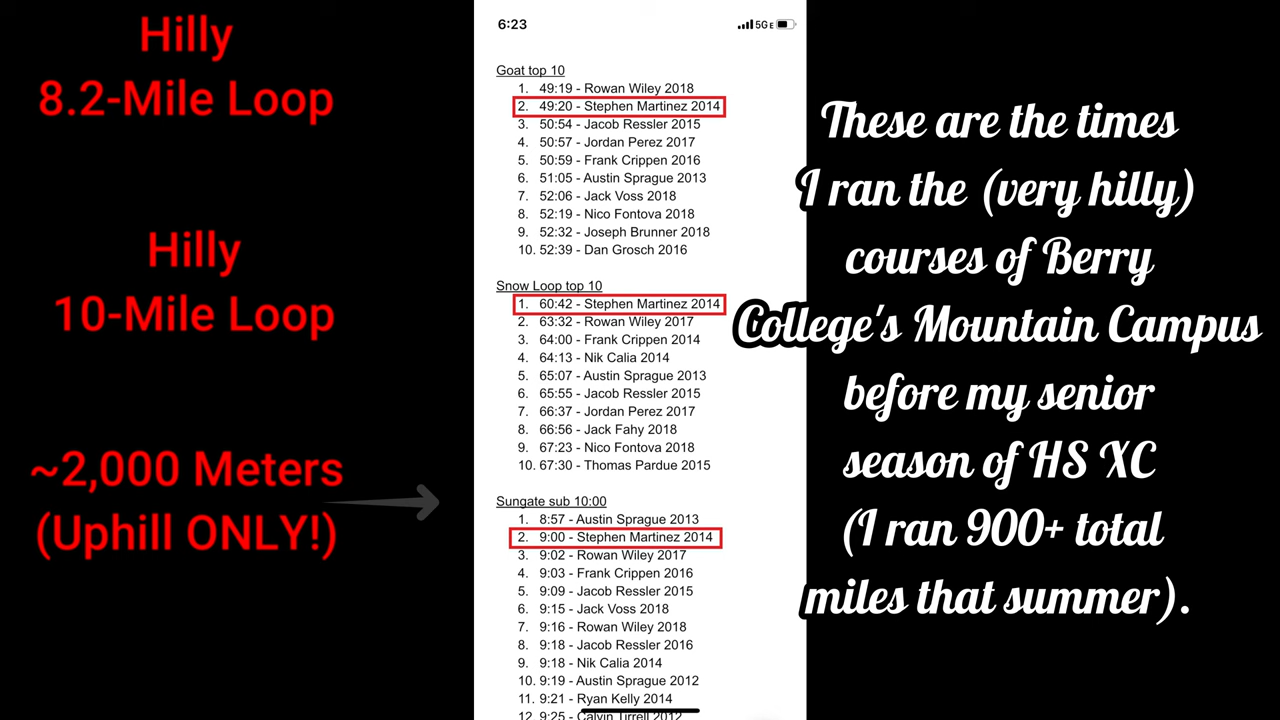 Hilly
8.2-Mile Loop
Hilly
10-Mile Loop
~2,000 Meters
(Uphill ONLY!)
6:23
5GE
Goat top 10
1. 49:19 - Rowan Wiley 2018
2. 49:20 - Stephen Martinez 2014
3. 50:54 - Jacob Ressler 2015
4. 50:57 - Jordan Perez 2017
5. 50:59 - Frank Crippen 2016
6. 51:05 - Austin Sprague 2013
7. 52:06 - Jack Voss 2018
8. 52:19 - Nico Fontova 2018
9. 52:32 - Joseph Brunner 2018
10. 52:39 - Dan Grosch 2016
Snow Loop top 10
1. 60:42 - Stephen Martinez 2014
2. 63:32 - Rowan Wiley 2017
3. 64:00 - Frank Crippen 2014
4. 64:13 - Nik Calia 2014
5. 65:07 - Austin Sprague 2013
6. 65:55 - Jacob Ressler 2015
7. 66:37 - Jordan Perez 2017
8. 66:56 - Jack Fahy 2018
9. 67:23 - Nico Fontova 2018
10. 67:30 - Thomas Pardue 2015
Sungate sub 10:00
1. 8:57 - Austin Sprague 2013
2. 9:00 - Stephen Martinez 2014
3. 9:02 - Rowan Wiley 2017
4. 9:03 - Frank Crippen 2016
5. 9:09 - Jacob Ressler 2015
6. 9:15 - Jack Voss 2018
7. 9:16 - Rowan Wiley 2018
8. 9:18 - Jacob Ressler 2016
9. 9:18 - Nik Calia 2014
10. 9:19 - Austin Sprague 2012
11. 9:21 - Ryan Kelly 2014
12. 9:25 - Calvin Tirrell 2012
These are the times
I ran the (very hilly)
courses of Berry
College's Mountain Campus
before my senior
season of HS XC
(I ran 900+ total
miles that summer).